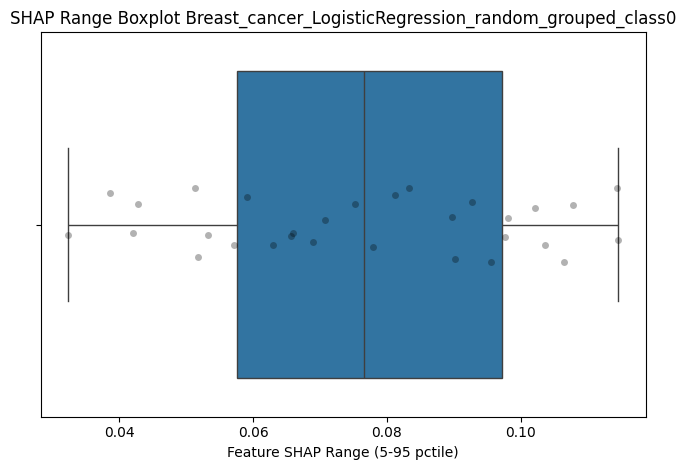 SHAP Range Boxplot Breast_cancer_LogisticRegression_random_grouped_class0
0.04 0.06 0.08 0.10
Feature SHAP Range (5-95 pctile)